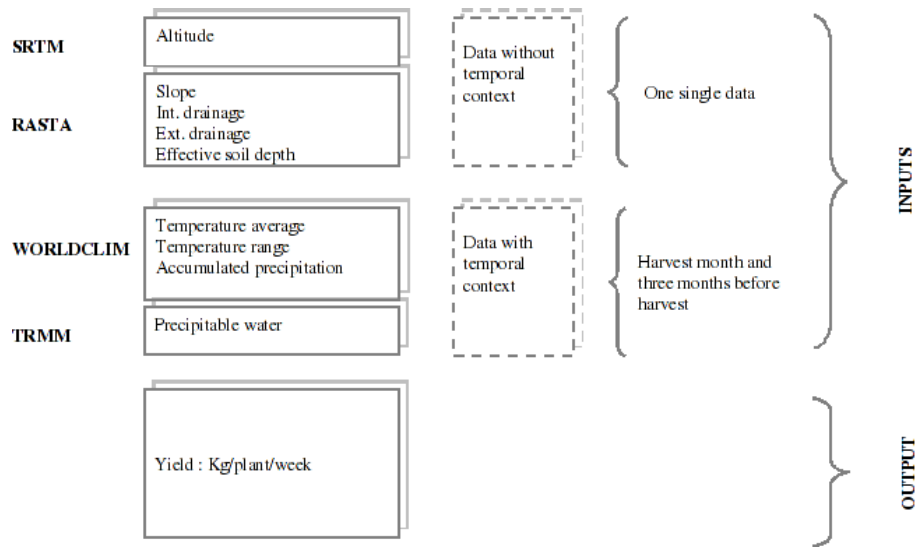 SRTM
Altitude
RASTA
Slope
Int. drainage
Ext. drainage
Effective soil depth
Data without
temporal
context
One single data
WORLDCLIM
Temperature average
Temperature range
Accumulated precipitation
TRMM
Precipitable water
Data with
temporal
context
Harvest month and
three months before
harvest
INPUTS
Yield : Kg/plant/week
OUTPUT